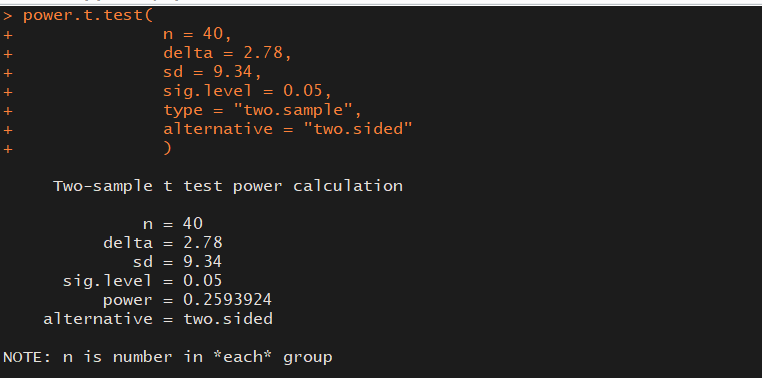 > power.t.test(
+ n = 40,
+ delta = 2.78,
+ sd = 9.34,
+ sig.level = 0.05,
+ type = "two.sample",
+ alternative = "two.sided"
+ )
Two-sample t test power calculation
n = 40
delta = 2.78
sd = 9.34
sig.level = 0.05
power = 0.2593924
alternative = two.sided
NOTE: n is number in *each* group